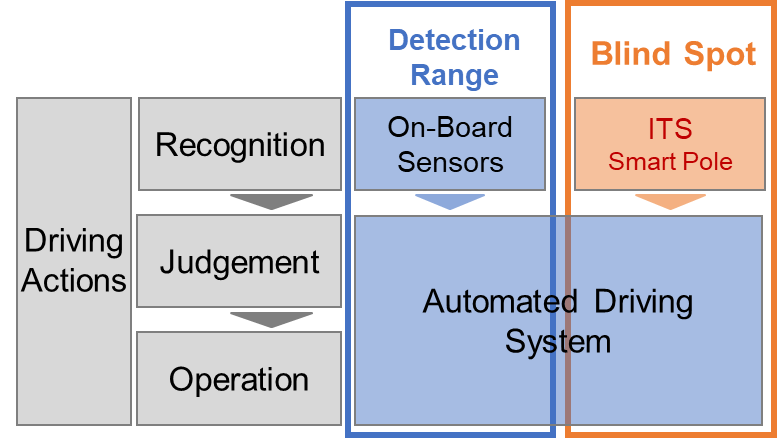 Detection
Range
Blind Spot
Driving
Actions
Recognition
On-Board
Sensors
ITS
Smart Pole
Judgement
Automated Driving
System
Operation